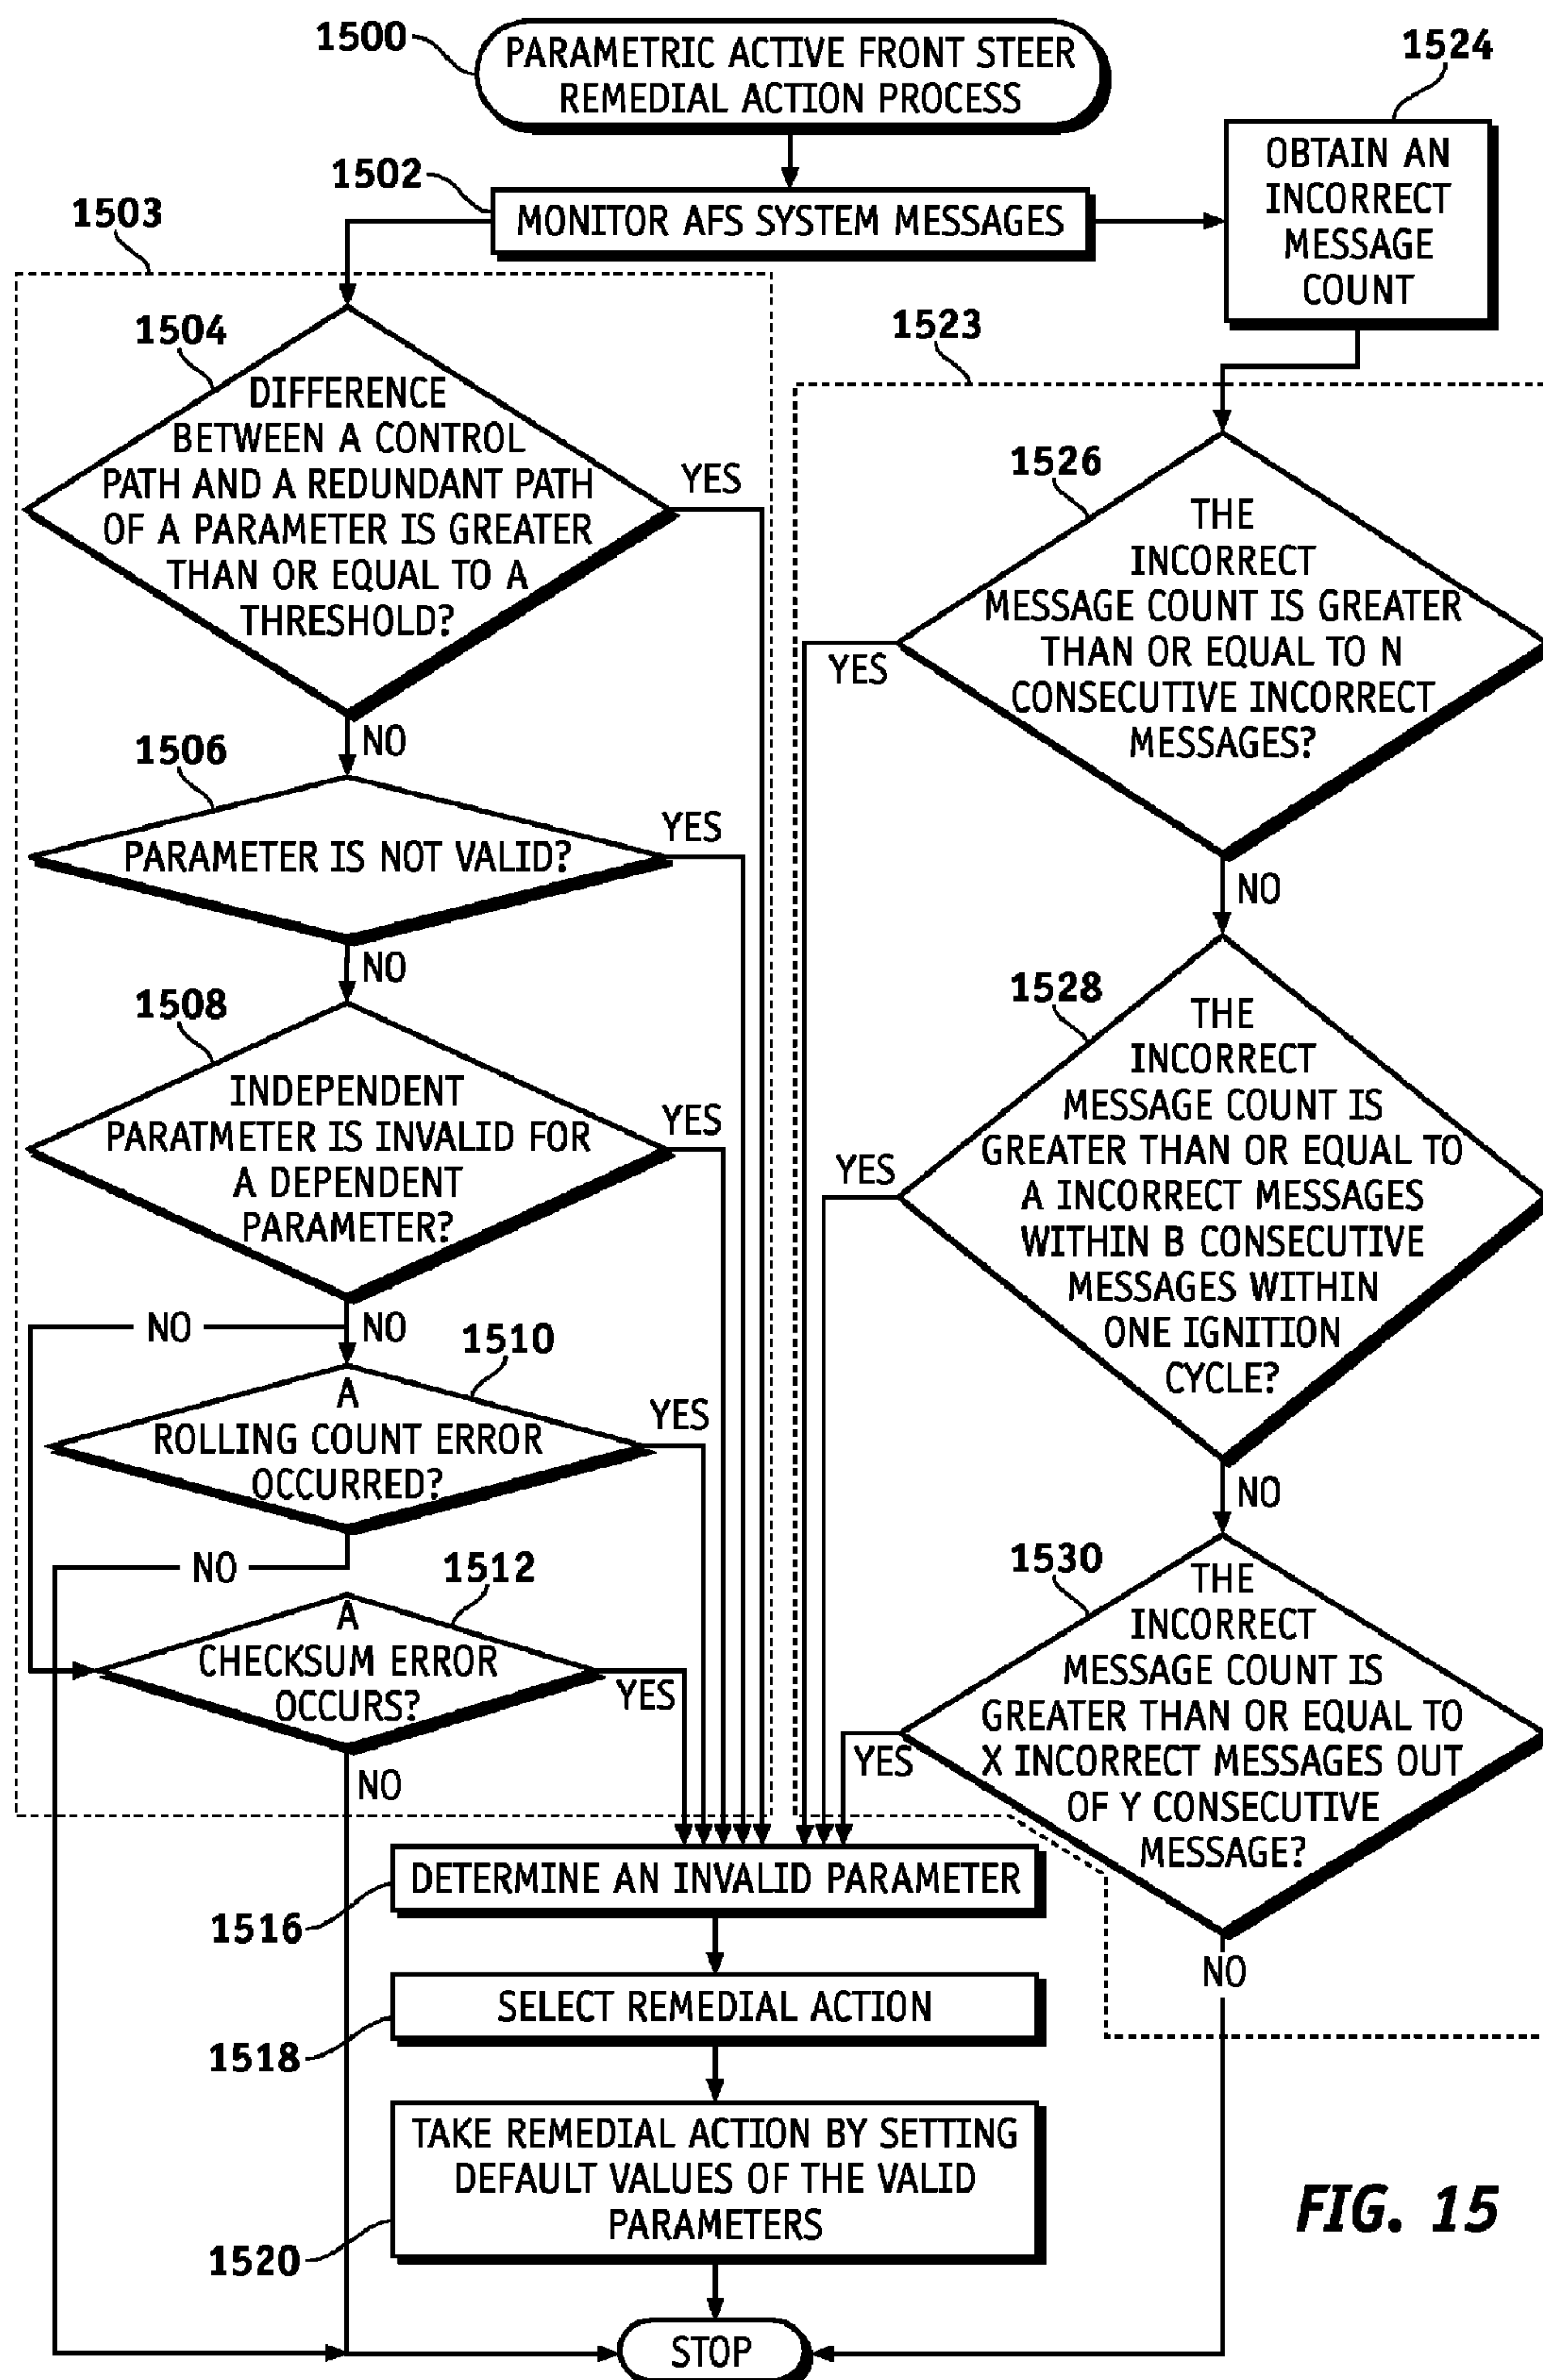 1500
PARAMETRIC ACTIVE FRONT STEER
REMEDIAL ACTION PROCESS
1524
OBTAIN AN
INCORRECT
MESSAGE
COUNT
1502
MONITOR AFS SYSTEM MESSAGES
1503
1504
DIFFERENCE
BETWEEN A CONTROL
PATH AND A REDUNDANT PATH
OF A PARAMETER IS GREATER
THAN OR EQUAL TO A
THRESHOLD?
YES
NO
1506
PARAMETER IS NOT VALID?
YES
NO
1508
INDEPENDENT
PARATMETER IS INVALID FOR
A DEPENDENT
PARAMETER?
YES
NO
NO
1510
A
ROLLING COUNT ERROR
OCCURRED?
YES
NO
1512
A
CHECKSUM ERROR
OCCURS?
YES
NO
1523
1526
THE
INCORRECT
MESSAGE COUNT IS GREATER
THAN OR EQUAL TO N
CONSECUTIVE INCORRECT
MESSAGES?
YES
NO
1528
THE
INCORRECT
MESSAGE COUNT IS
GREATER THAN OR EQUAL TO
A INCORRECT MESSAGES
WITHIN B CONSECUTIVE
MESSAGES WITHIN
ONE IGNITION
CYCLE?
YES
NO
1530
THE
INCORRECT
MESSAGE COUNT IS
GREATER THAN OR EQUAL TO
X INCORRECT MESSAGES OUT
OF Y CONSECUTIVE
MESSAGE?
YES
NO
DETERMINE AN INVALID PARAMETER
1516
SELECT REMEDIAL ACTION
1518
TAKE REMEDIAL ACTION BY SETTING
DEFAULT VALUES OF THE VALID
PARAMETERS
1520
STOP
FIG. 15